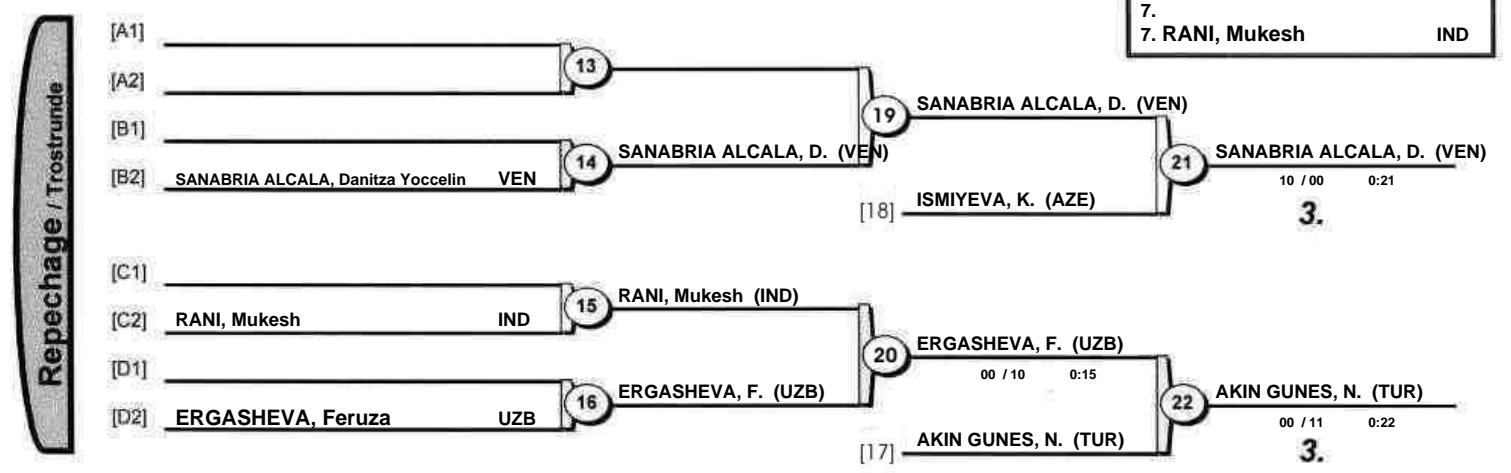 7.
7. RANI, Mukesh IND
Repechage / Trostrunde
[A1]
13
[A2]
SANABRIA ALCALA, D. (VEN)
19
[B1]
SANABRIA ALCALA, D. (VEN)
14
SANABRIA ALCALA, D. (VEN)
21
[B2] SANABRIA ALCALA, Danitza Yoccelin VEN
10 / 00 0:21
[18] ISMIYEVA, K. (AZE)
3.
[C1]
RANI, Mukesh (IND)
15
[C2] RANI, Mukesh IND
ERGASHEVA, F. (UZB)
20
[D1]
00 / 10 0:15
ERGASHEVA, F. (UZB)
16
AKIN GUNES, N. (TUR)
22
[D2] ERGASHEVA, Feruza UZB
00 / 11 0:22
[17] AKIN GUNES, N. (TUR)
3.